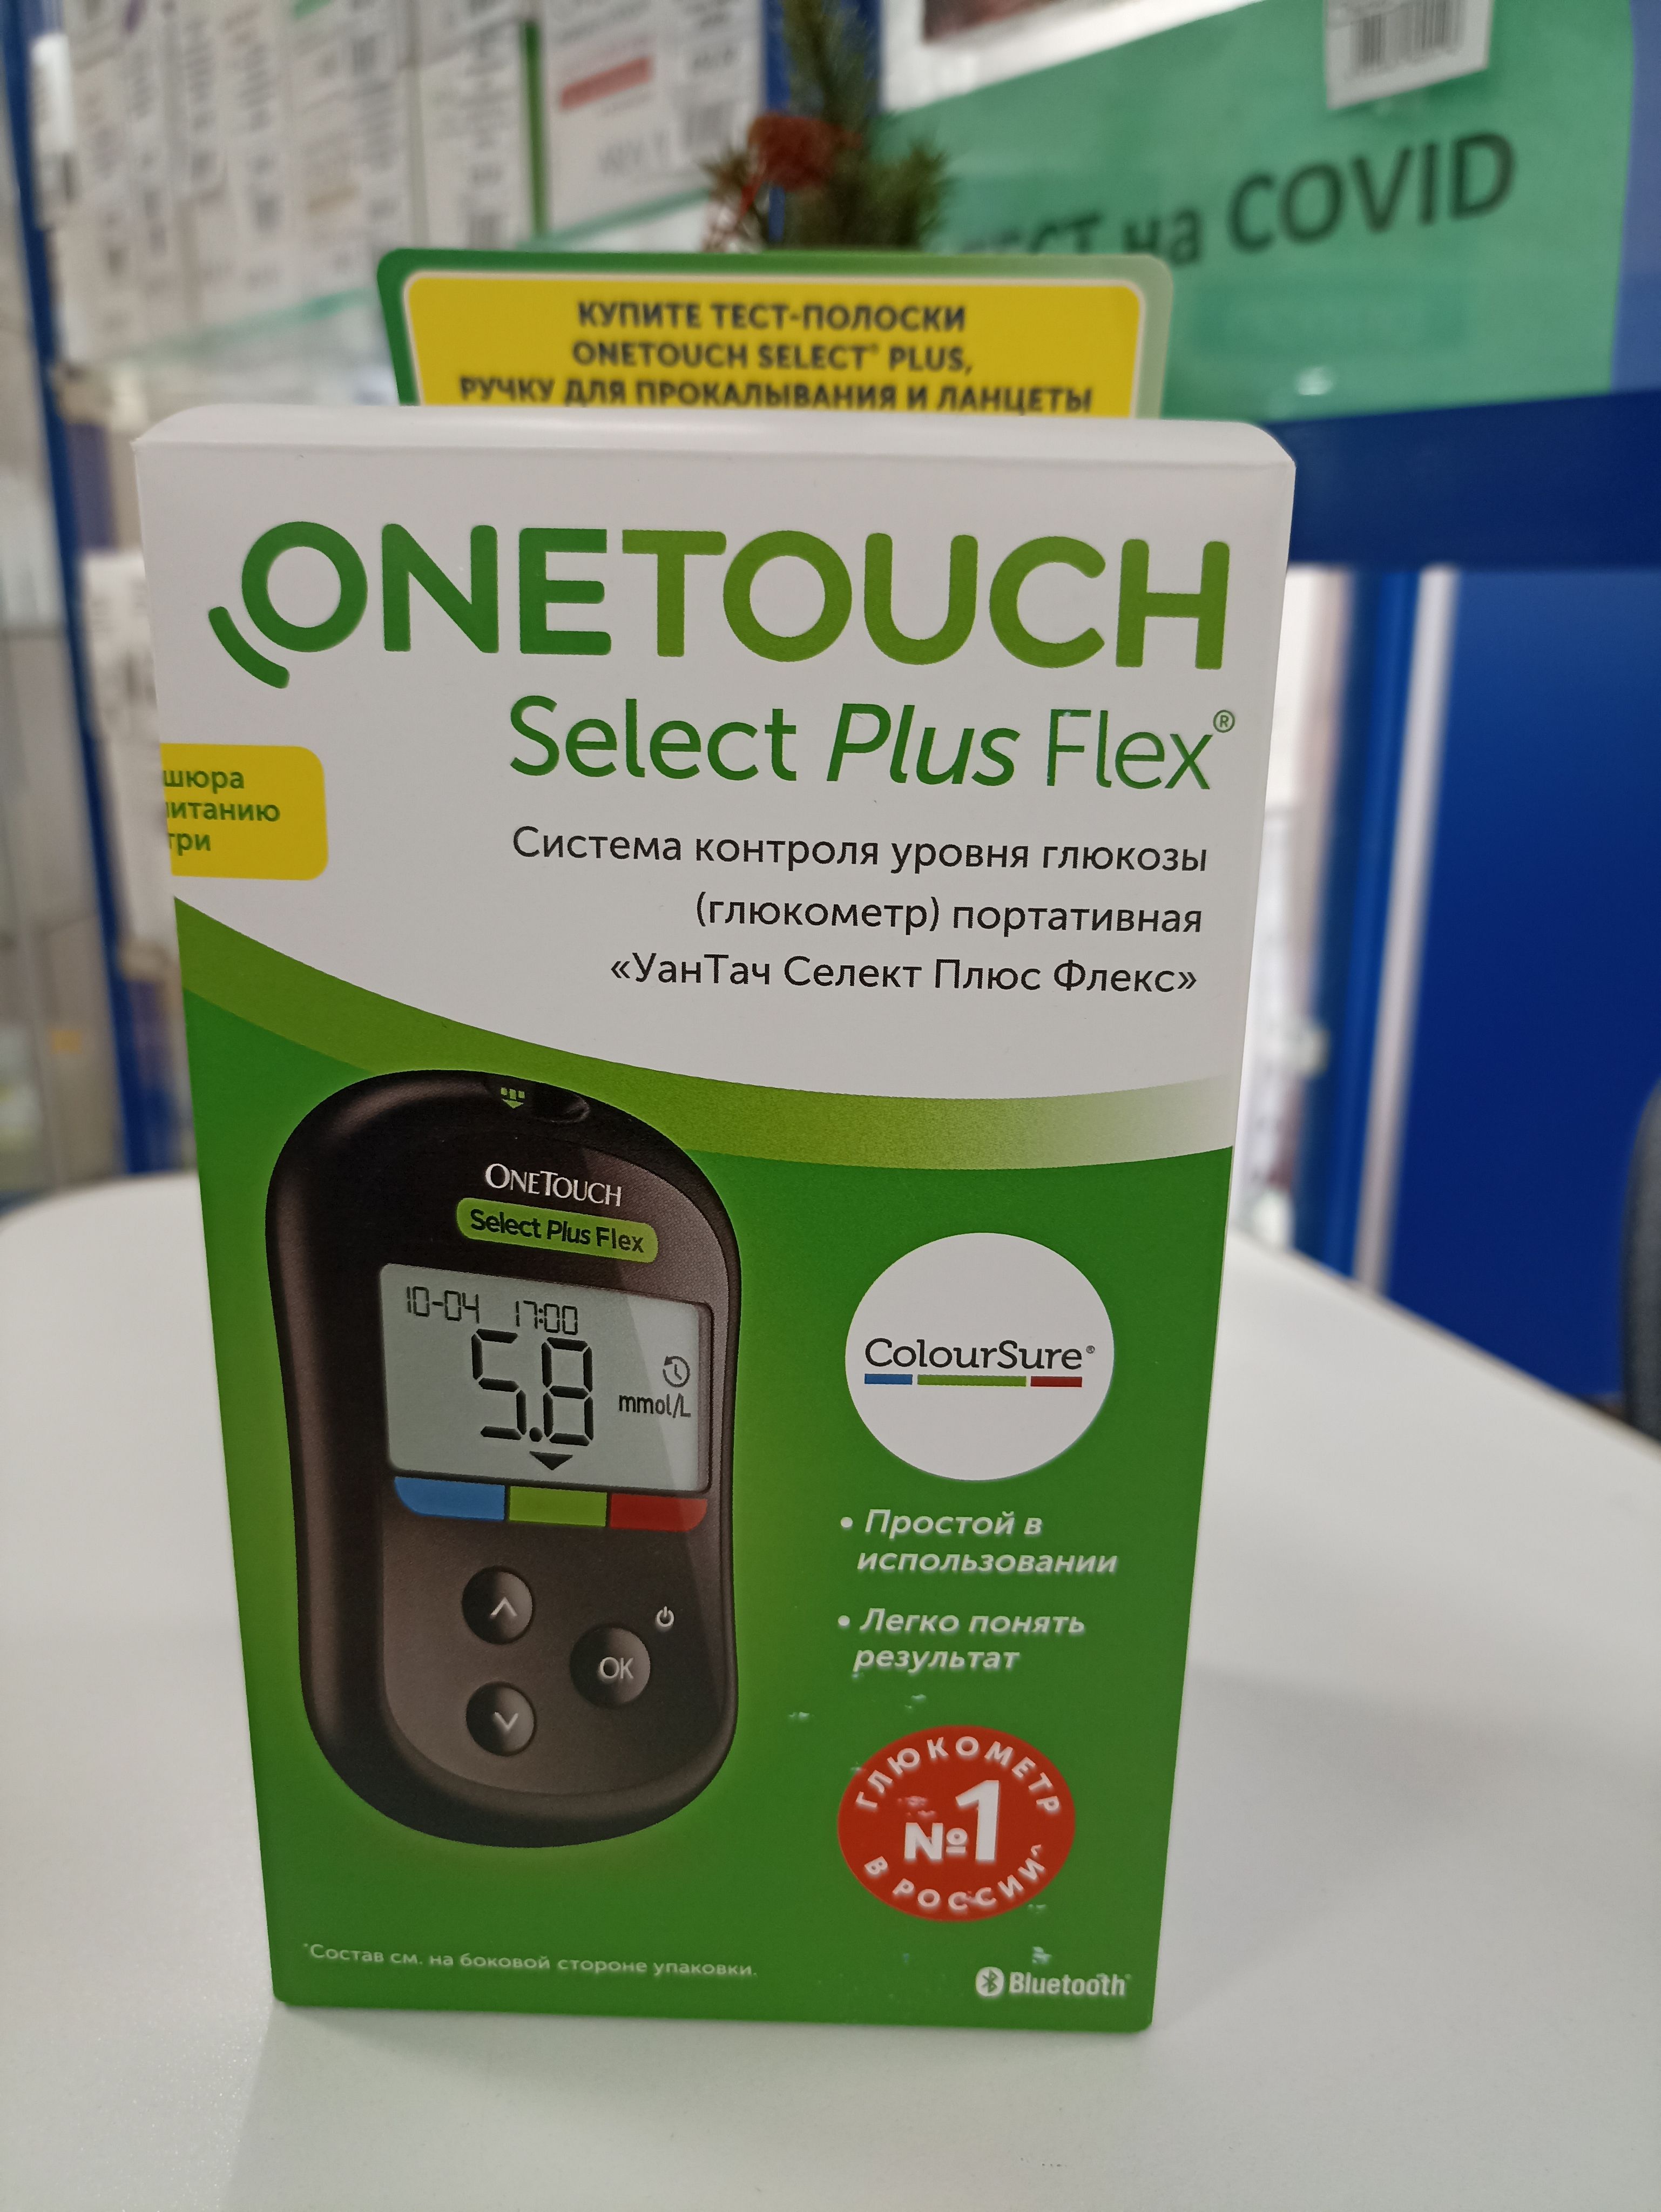 ТЕСТ на COVID
КУПИТЕ ТЕСТ-ПОЛОСКИ
ONETOUCH SELECT® PLUS,
РУЧКУ ДЛЯ ПРОКАЛЫВАНИЯ И ЛАНЦЕТЫ
ONETOUCH
Select Plus Flex®
шюра
итанию
три
Система контроля уровня глюкозы
(глюкометр) портативная
«УанТач Селект Плюс Флекс»
ONETOUCH
Select Plus Flex
10-04 17:00
5.8
mmol/L
OK
ColourSure®
• Простой в
использовании
• Легко понять
результат
ГЛЮКОМЕТР
№1
В РОССИИ^
*Состав см. на боковой стороне упаковки.
Bluetooth®